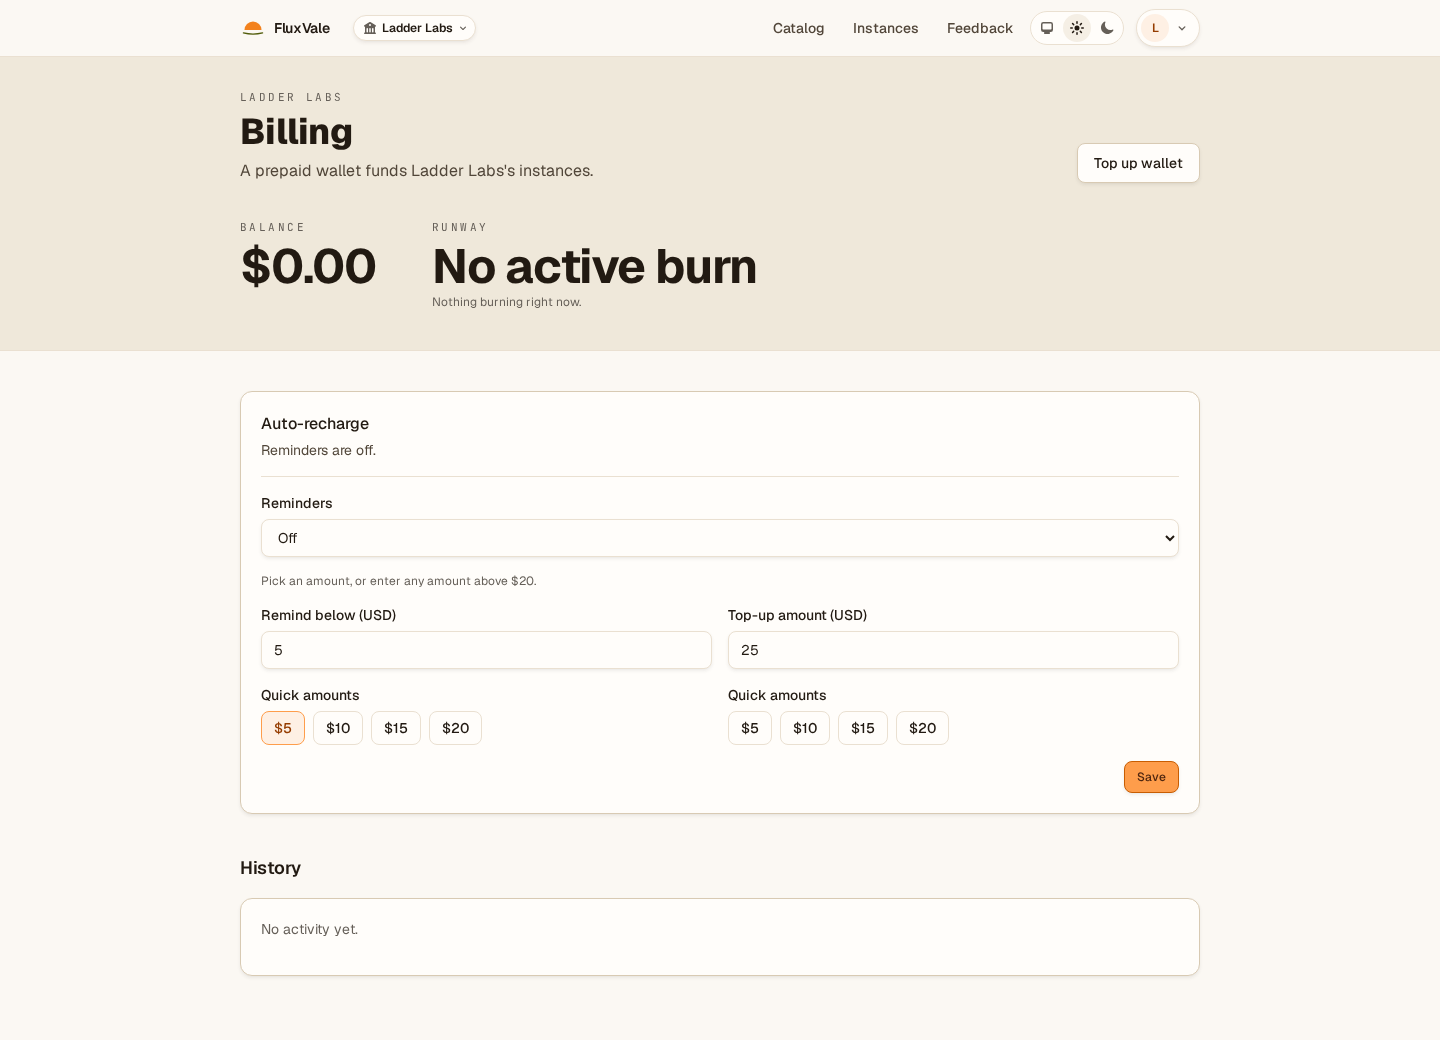 FluxVale
Ladder Labs
Catalog
Instances
Feedback
L
LADDER LABS
Billing
A prepaid wallet funds Ladder Labs's instances.
Top up wallet
BALANCE
$0.00
RUNWAY
No active burn
Nothing burning right now.
Auto-recharge
Reminders are off.
Reminders
Off
Pick an amount, or enter any amount above $20.
Remind below (USD)
5
Top-up amount (USD)
25
Quick amounts
$5 $10 $15 $20
Quick amounts
$5 $10 $15 $20
Save
History
No activity yet.